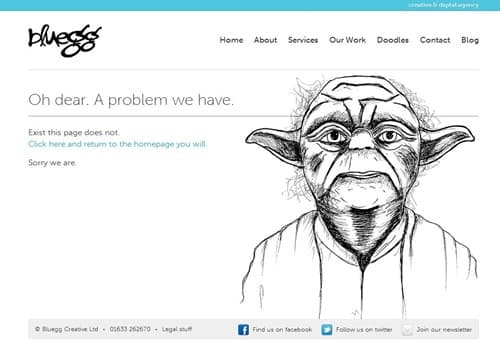 creative & digital agency
bluegg
Home About Services Our Work Doodles Contact Blog
Oh dear. A problem we have.
Exist this page does not.
Click here and return to the homepage you will.
Sorry we are.
© Bluegg Creative Ltd • 01633 262670 • Legal stuff Find us on facebook Follow us on twitter Join our newsletter